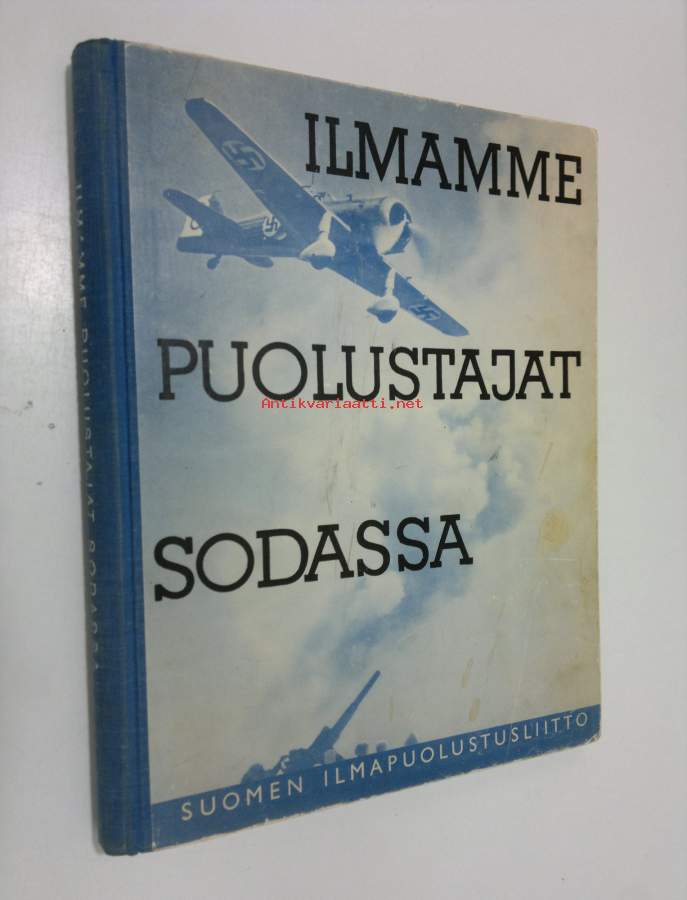 ILMAMME
PUOLUSTAJAT
Antikvariaatti.net
SODASSA
SUOMEN ILMAPUOLUSTUSLIITTO
ILMAMME PUOLUSTAJAT SODASSA